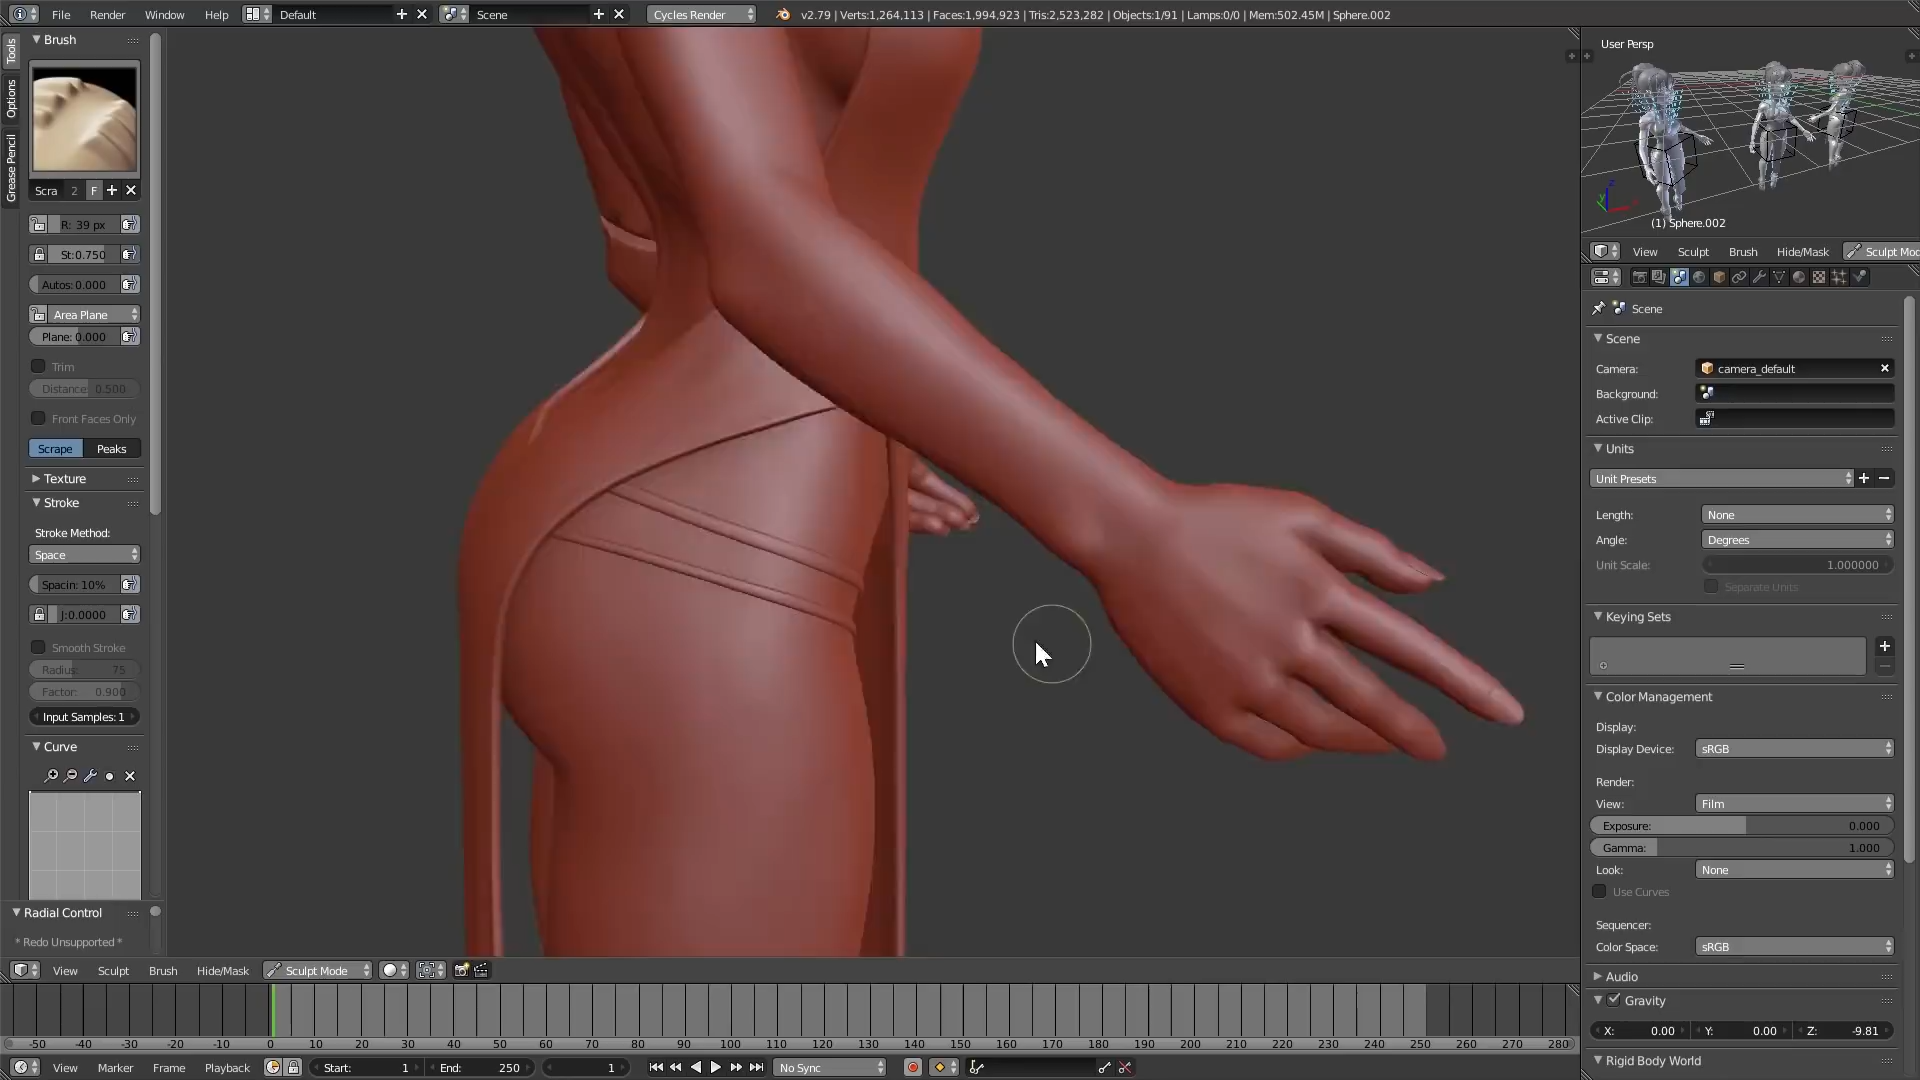 File Render Window Help Default Scene Cycles Render v2.79 | Verts:1,264,113 | Faces:1,994,923 | Tris:2,523,282 | Objects:1/91 | Lamps:0/0 | Mem:502.45M | Sphere.002
Tools
Options
Grease Pencil
Brush
Scra 2 F
R: 39 px
St:0.750
Autos: 0.000
Area Plane
Plane: 0.000
Trim
Distance: 0.500
Front Faces Only
Scrape Peaks
Texture
Stroke
Stroke Method:
Space
Spacin: 10%
J:0.0000
Smooth Stroke
Radius: 75
Factor: 0.900
Input Samples: 1
Curve
Radial Control
* Redo Unsupported *
User Persp
(1) Sphere.002
View Sculpt Brush Hide/Mask Sculpt Moc
Scene
Scene
Camera: camera_default
Background:
Active Clip:
Units
Unit Presets
Length: None
Angle: Degrees
Unit Scale: 1.000000
Separate Units
Keying Sets
Color Management
Display:
Display Device: sRGB
Render:
View: Film
Exposure: 0.000
Gamma: 1.000
Look: None
Use Curves
Sequencer:
Color Space: sRGB
Audio
Gravity
X: 0.00 Y: 0.00 Z: -9.81
Rigid Body World
View Sculpt Brush Hide/Mask Sculpt Mode
-50 -40 -30 -20 -10 0 10 20 30 40 50 60 70 80 90 100 110 120 130 140 150 160 170 180 190 200 210 220 230 240 250 260 270 280
View Marker Frame Playback Start: 1 End: 250 1 No Sync